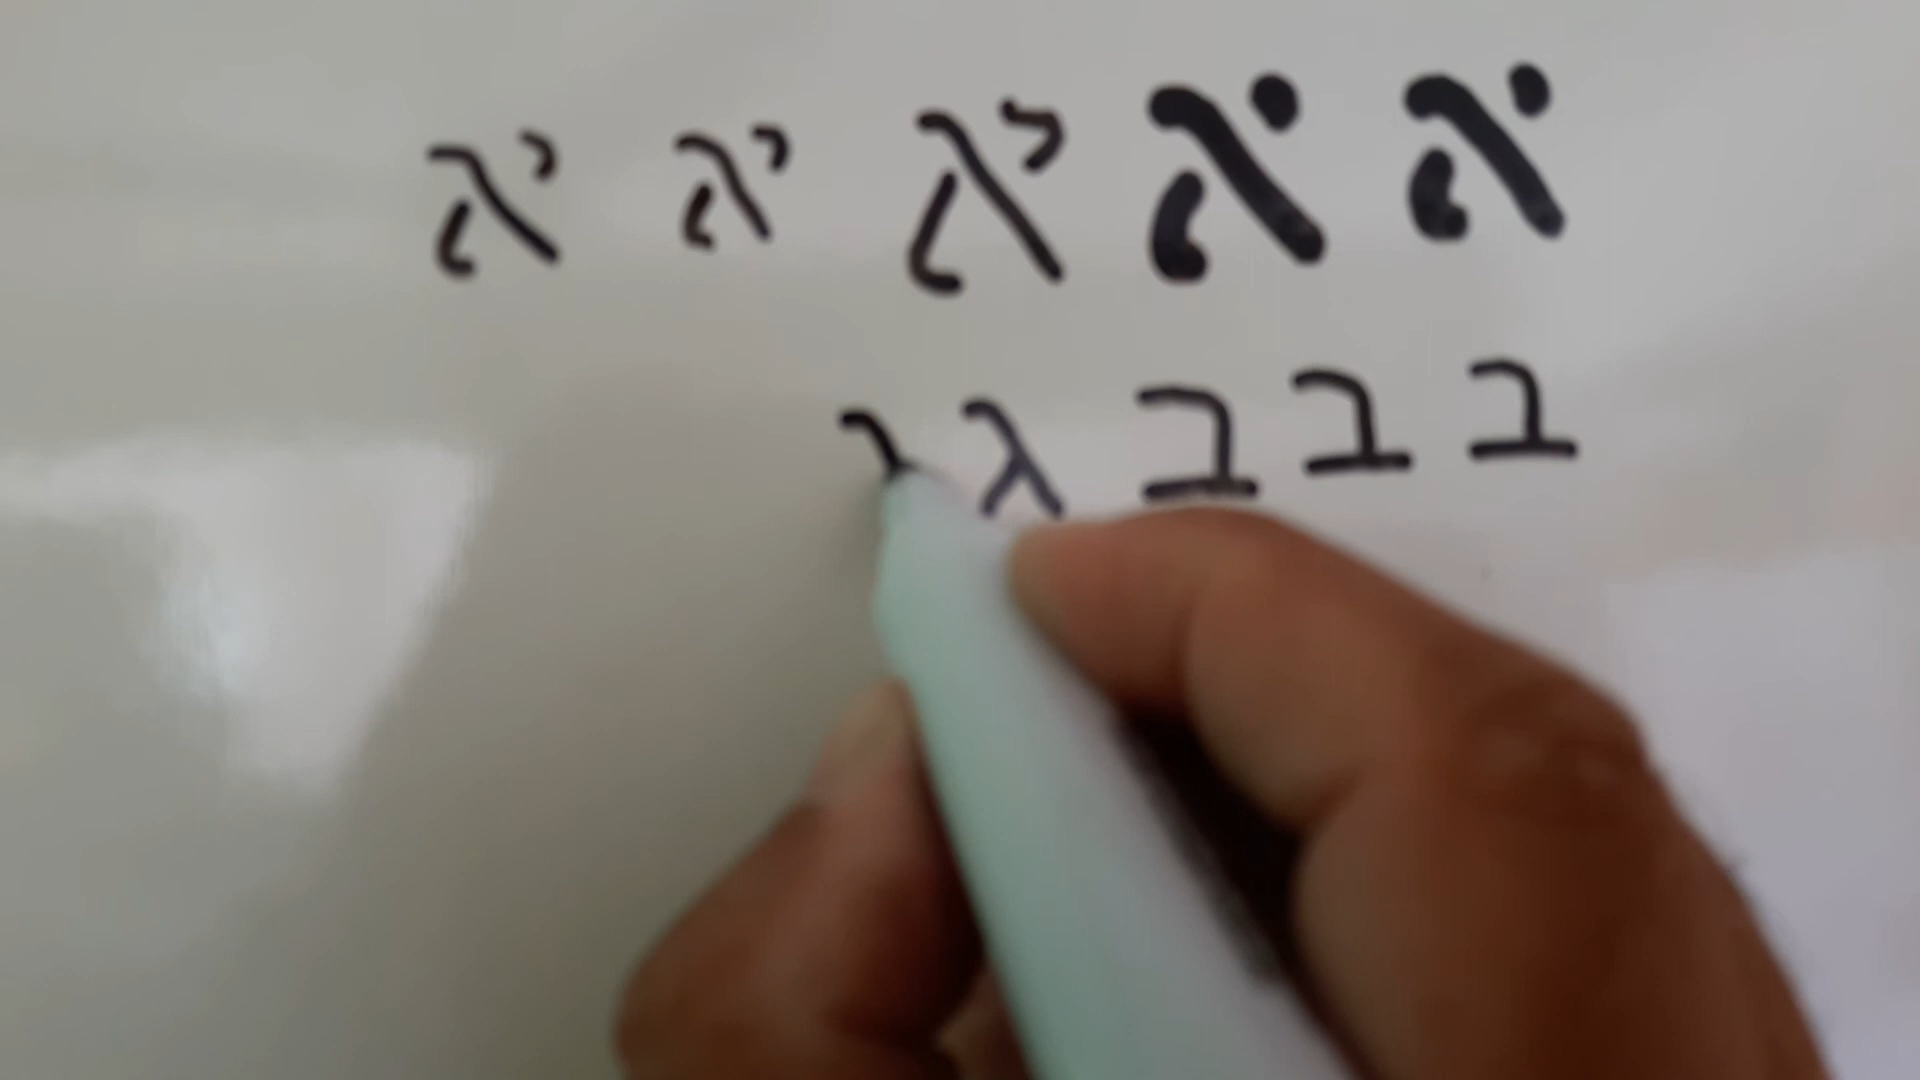 א א א א א
ב ב ב ג